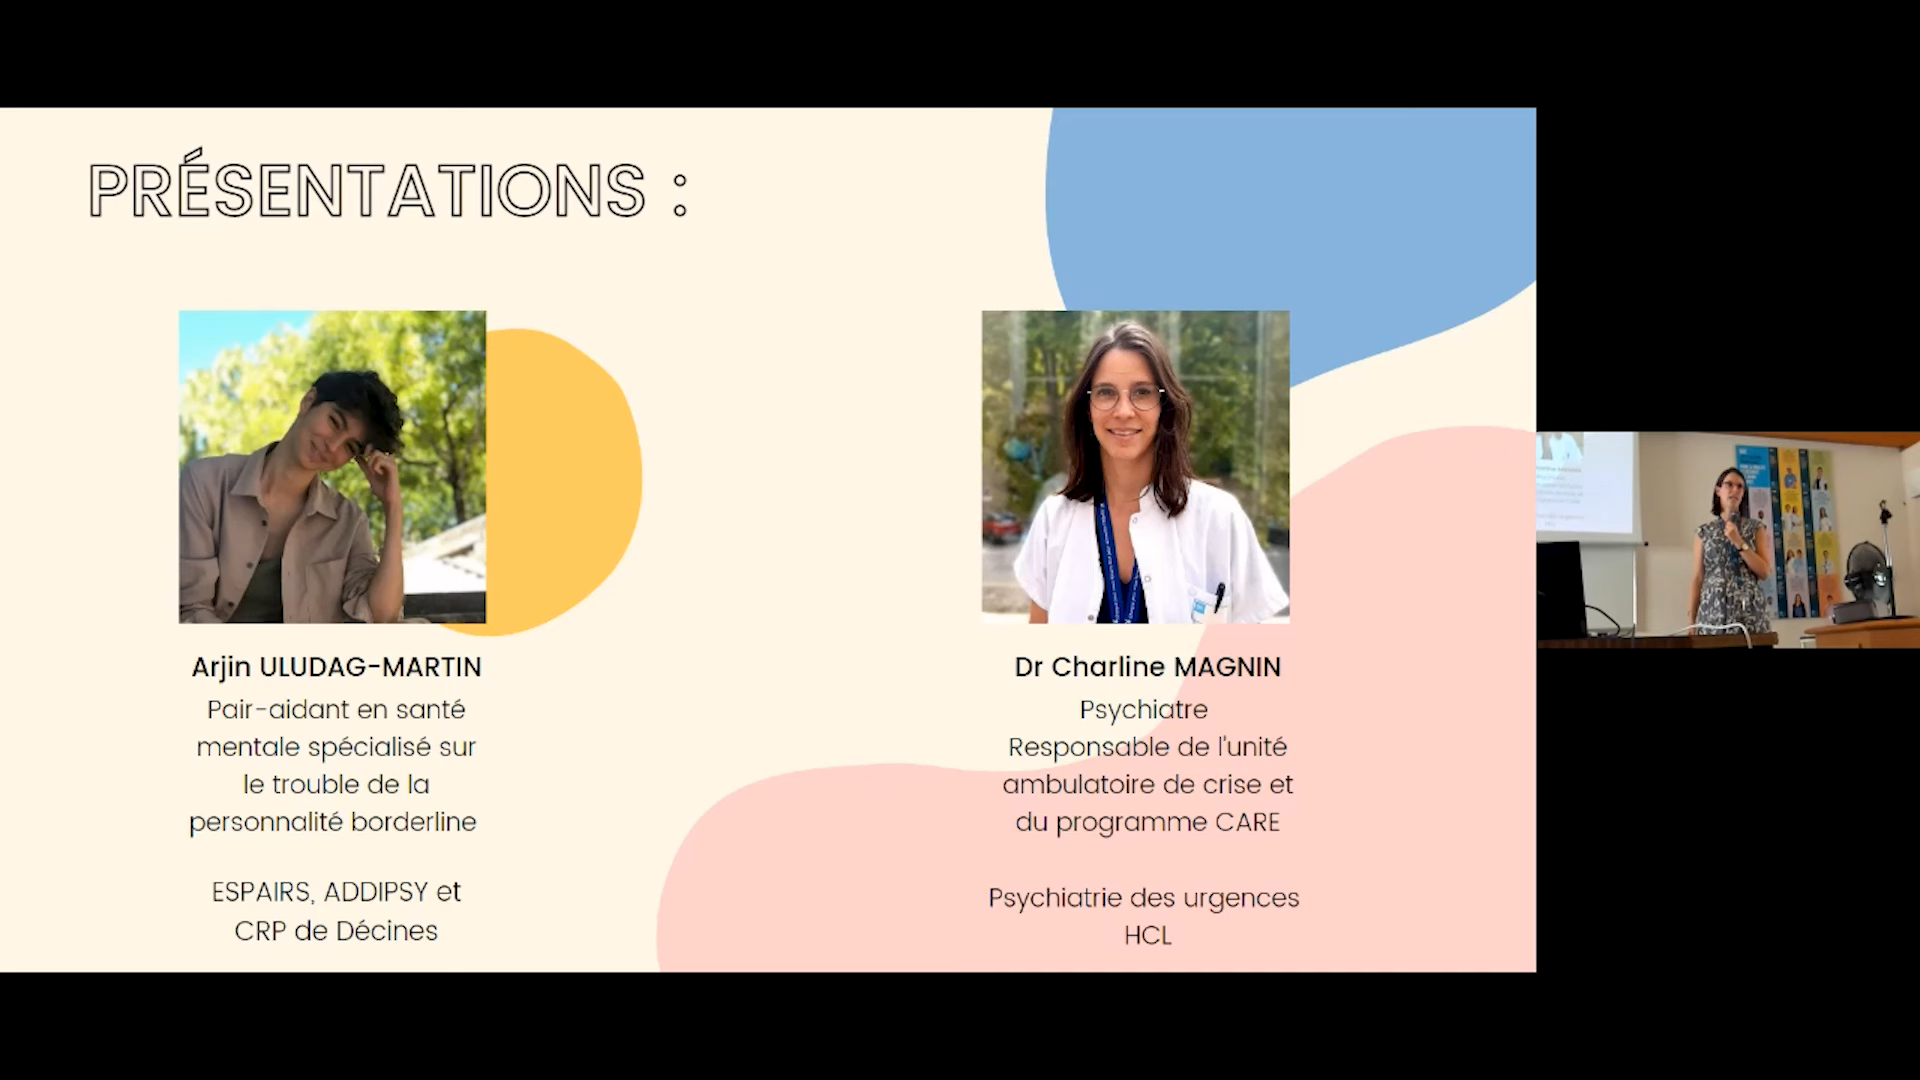 PRÉSENTATIONS :
Arjin ULUDAG-MARTIN
Pair-aidant en santé
mentale spécialisé sur
le trouble de la
personnalité borderline
ESPAIRS, ADDIPSY et
CRP de Décines
Dr Charline MAGNIN
Psychiatre
Responsable de l'unité
ambulatoire de crise et
du programme CARE
Psychiatrie des urgences
HCL